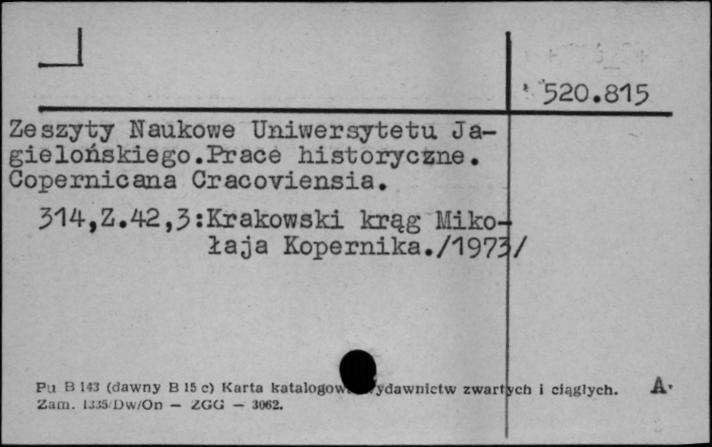 520.815
Zeszyty Naukowe Uniwersytetu Ja-
gielońskiego.Prace historyczne.
Copernicana Cracoviensia.
314,Z.42,3:Krakowski krąg Miko-
łaja Kopernika./1973/
Pu B 143 (dawny B 15 c) Karta katalogow ydawnictw zwartych i ciągłych. A.
Zam. 1335/Dw/On — ZGG — 3062.